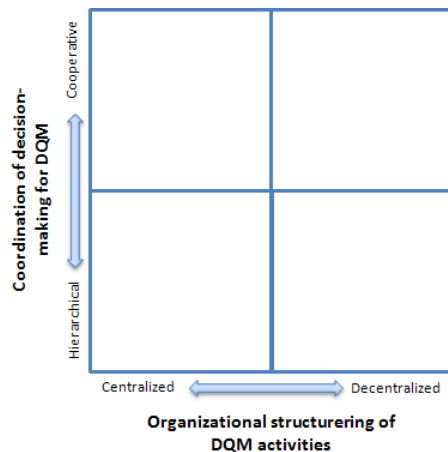 Coordination of decision-
making for DQM
Cooperative
Hierarchical
Centralized
Decentralized
Organizational structurering of
DQM activities